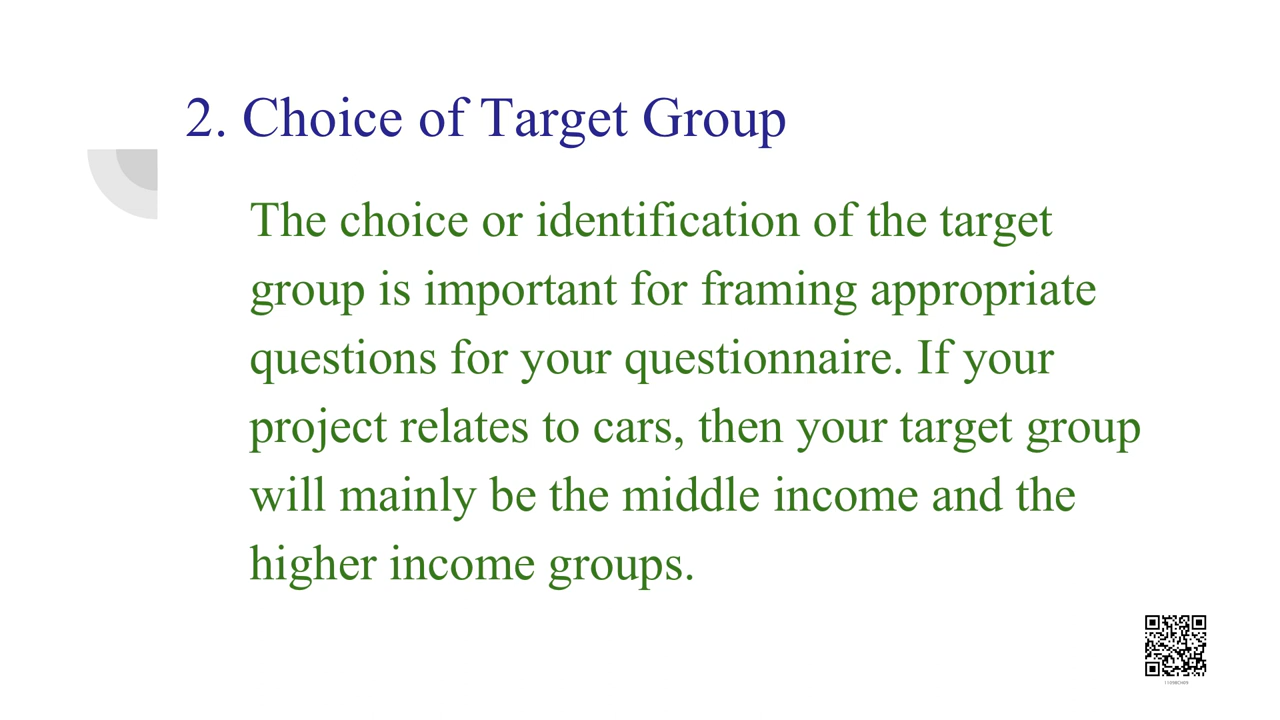 2. Choice of Target Group
The choice or identification of the target
group is important for framing appropriate
questions for your questionnaire. If your
project relates to cars, then your target group
will mainly be the middle income and the
higher income groups.